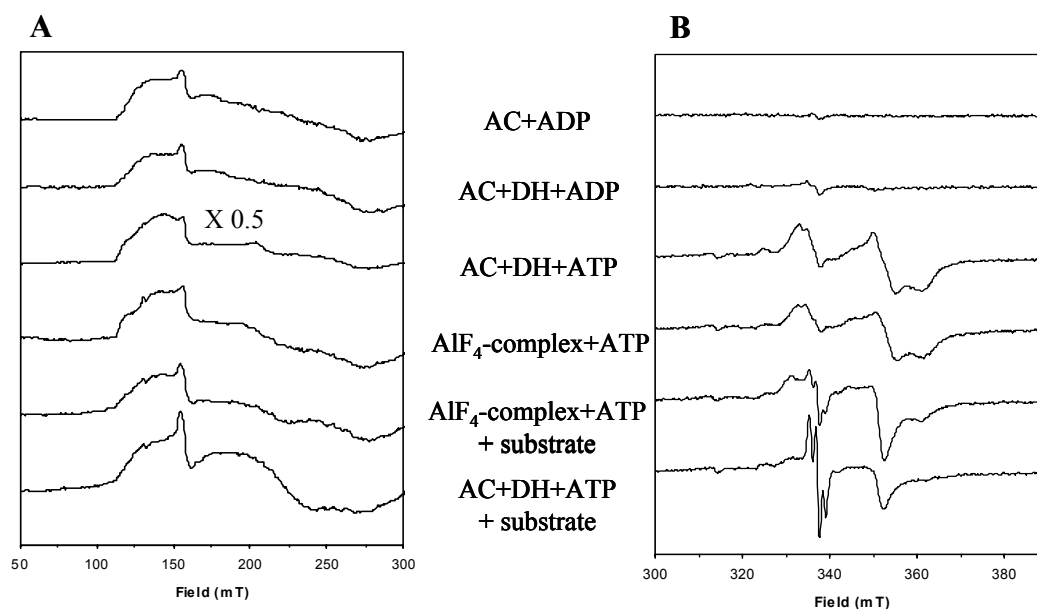 A
B
AC+ADP
AC+DH+ADP
X 0.5
AC+DH+ATP
AlF₄-complex+ATP
AlF₄-complex+ATP
+ substrate
AC+DH+ATP
+ substrate
50 100 150 200 250 300
Field (mT)
300 320 340 360 380
Field (mT)